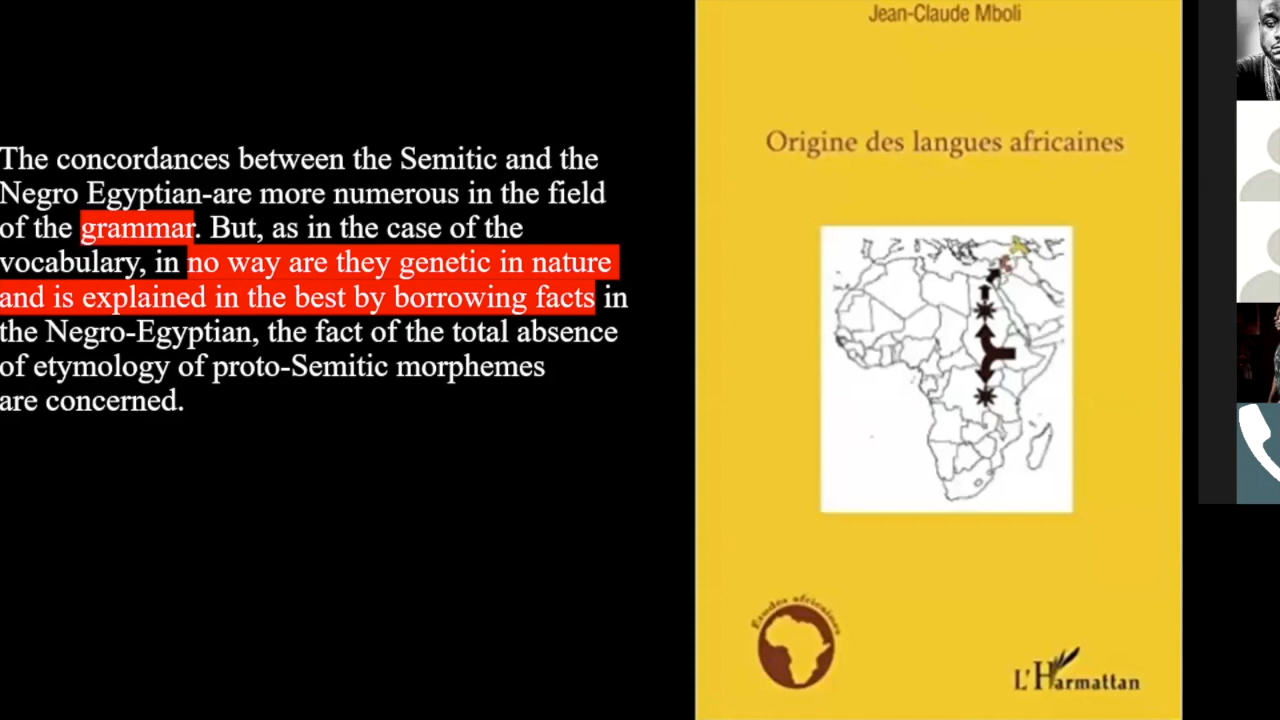 The concordances between the Semitic and the
Negro Egyptian-are more numerous in the field
of the grammar. But, as in the case of the
vocabulary, in no way are they genetic in nature
and is explained in the best by borrowing facts in
the Negro-Egyptian, the fact of the total absence
of etymology of proto-Semitic morphemes
are concerned.
Jean-Claude Mboli
Origine des langues africaines
Études africaines
L'Harmattan